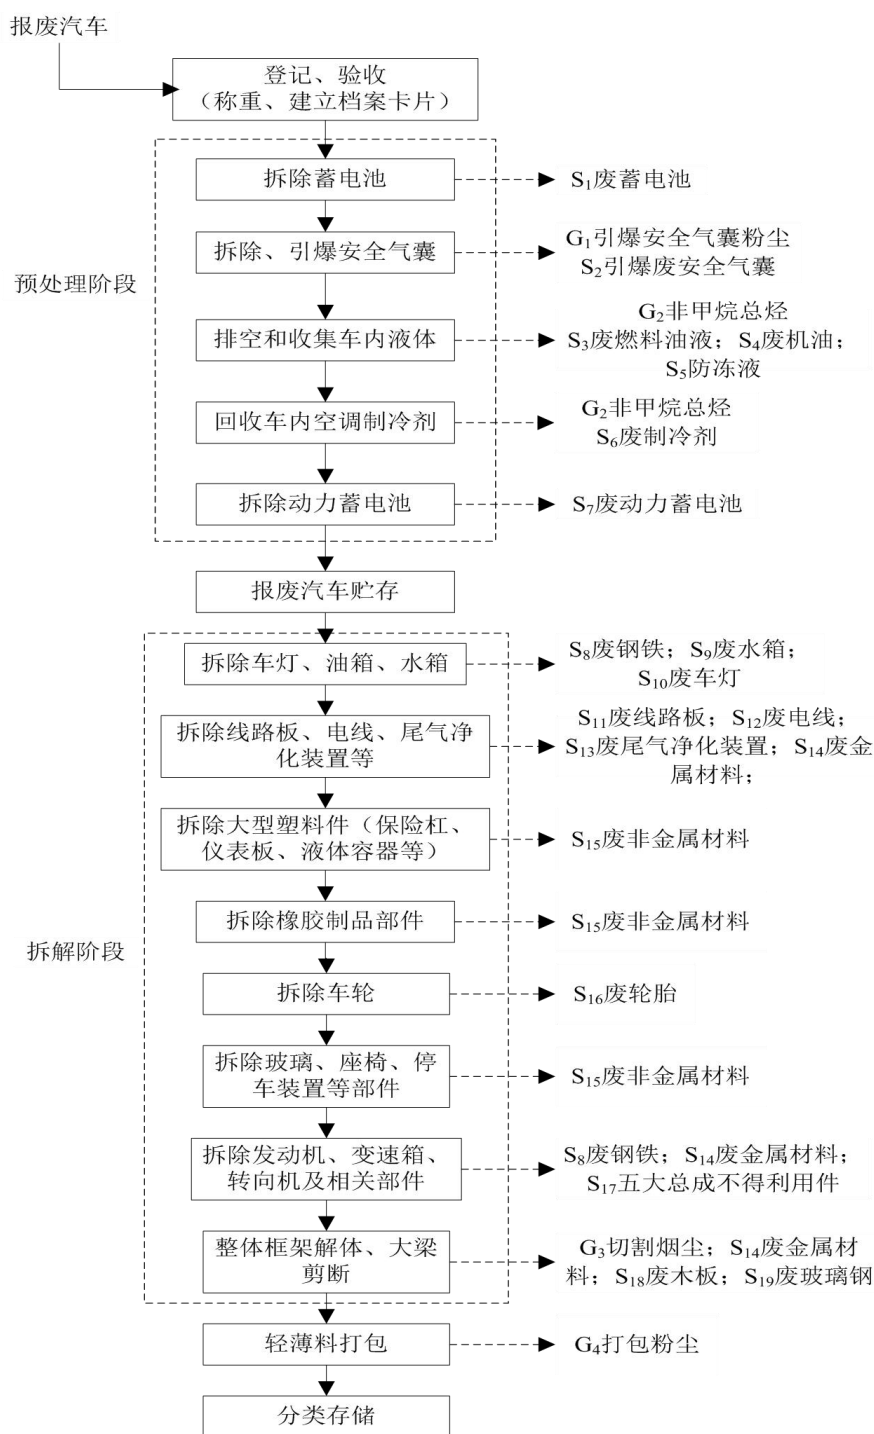 报废汽车
登记、验收
（称重、建立档案卡片）
预处理阶段
拆除蓄电池
S₁废蓄电池
拆除、引爆安全气囊
G₁引爆安全气囊粉尘
S₂引爆废安全气囊
排空和收集车内液体
G₂非甲烷总烃
S₃废燃料油液；S₄废机油；
S₅防冻液
回收车内空调制冷剂
G₂非甲烷总烃
S₆废制冷剂
拆除动力蓄电池
S₇废动力蓄电池
报废汽车贮存
拆解阶段
拆除车灯、油箱、水箱
S₈废钢铁；S₉废水箱；
S₁₀废车灯
拆除线路板、电线、尾气净
化装置等
S₁₁废线路板；S₁₂废电线；
S₁₃废尾气净化装置；S₁₄废金
属材料；
拆除大型塑料件（保险杠、
仪表板、液体容器等）
S₁₅废非金属材料
拆除橡胶制品部件
S₁₅废非金属材料
拆除车轮
S₁₆废轮胎
拆除玻璃、座椅、停
车装置等部件
S₁₅废非金属材料
拆除发动机、变速箱、
转向机及相关部件
S₈废钢铁；S₁₄废金属材料；
S₁₇五大总成不得利用件
整体框架解体、大梁
剪断
G₃切割烟尘；S₁₄废金属材
料；S₁₈废木板；S₁₉废玻璃钢
轻薄料打包
G₄打包粉尘
分类存储